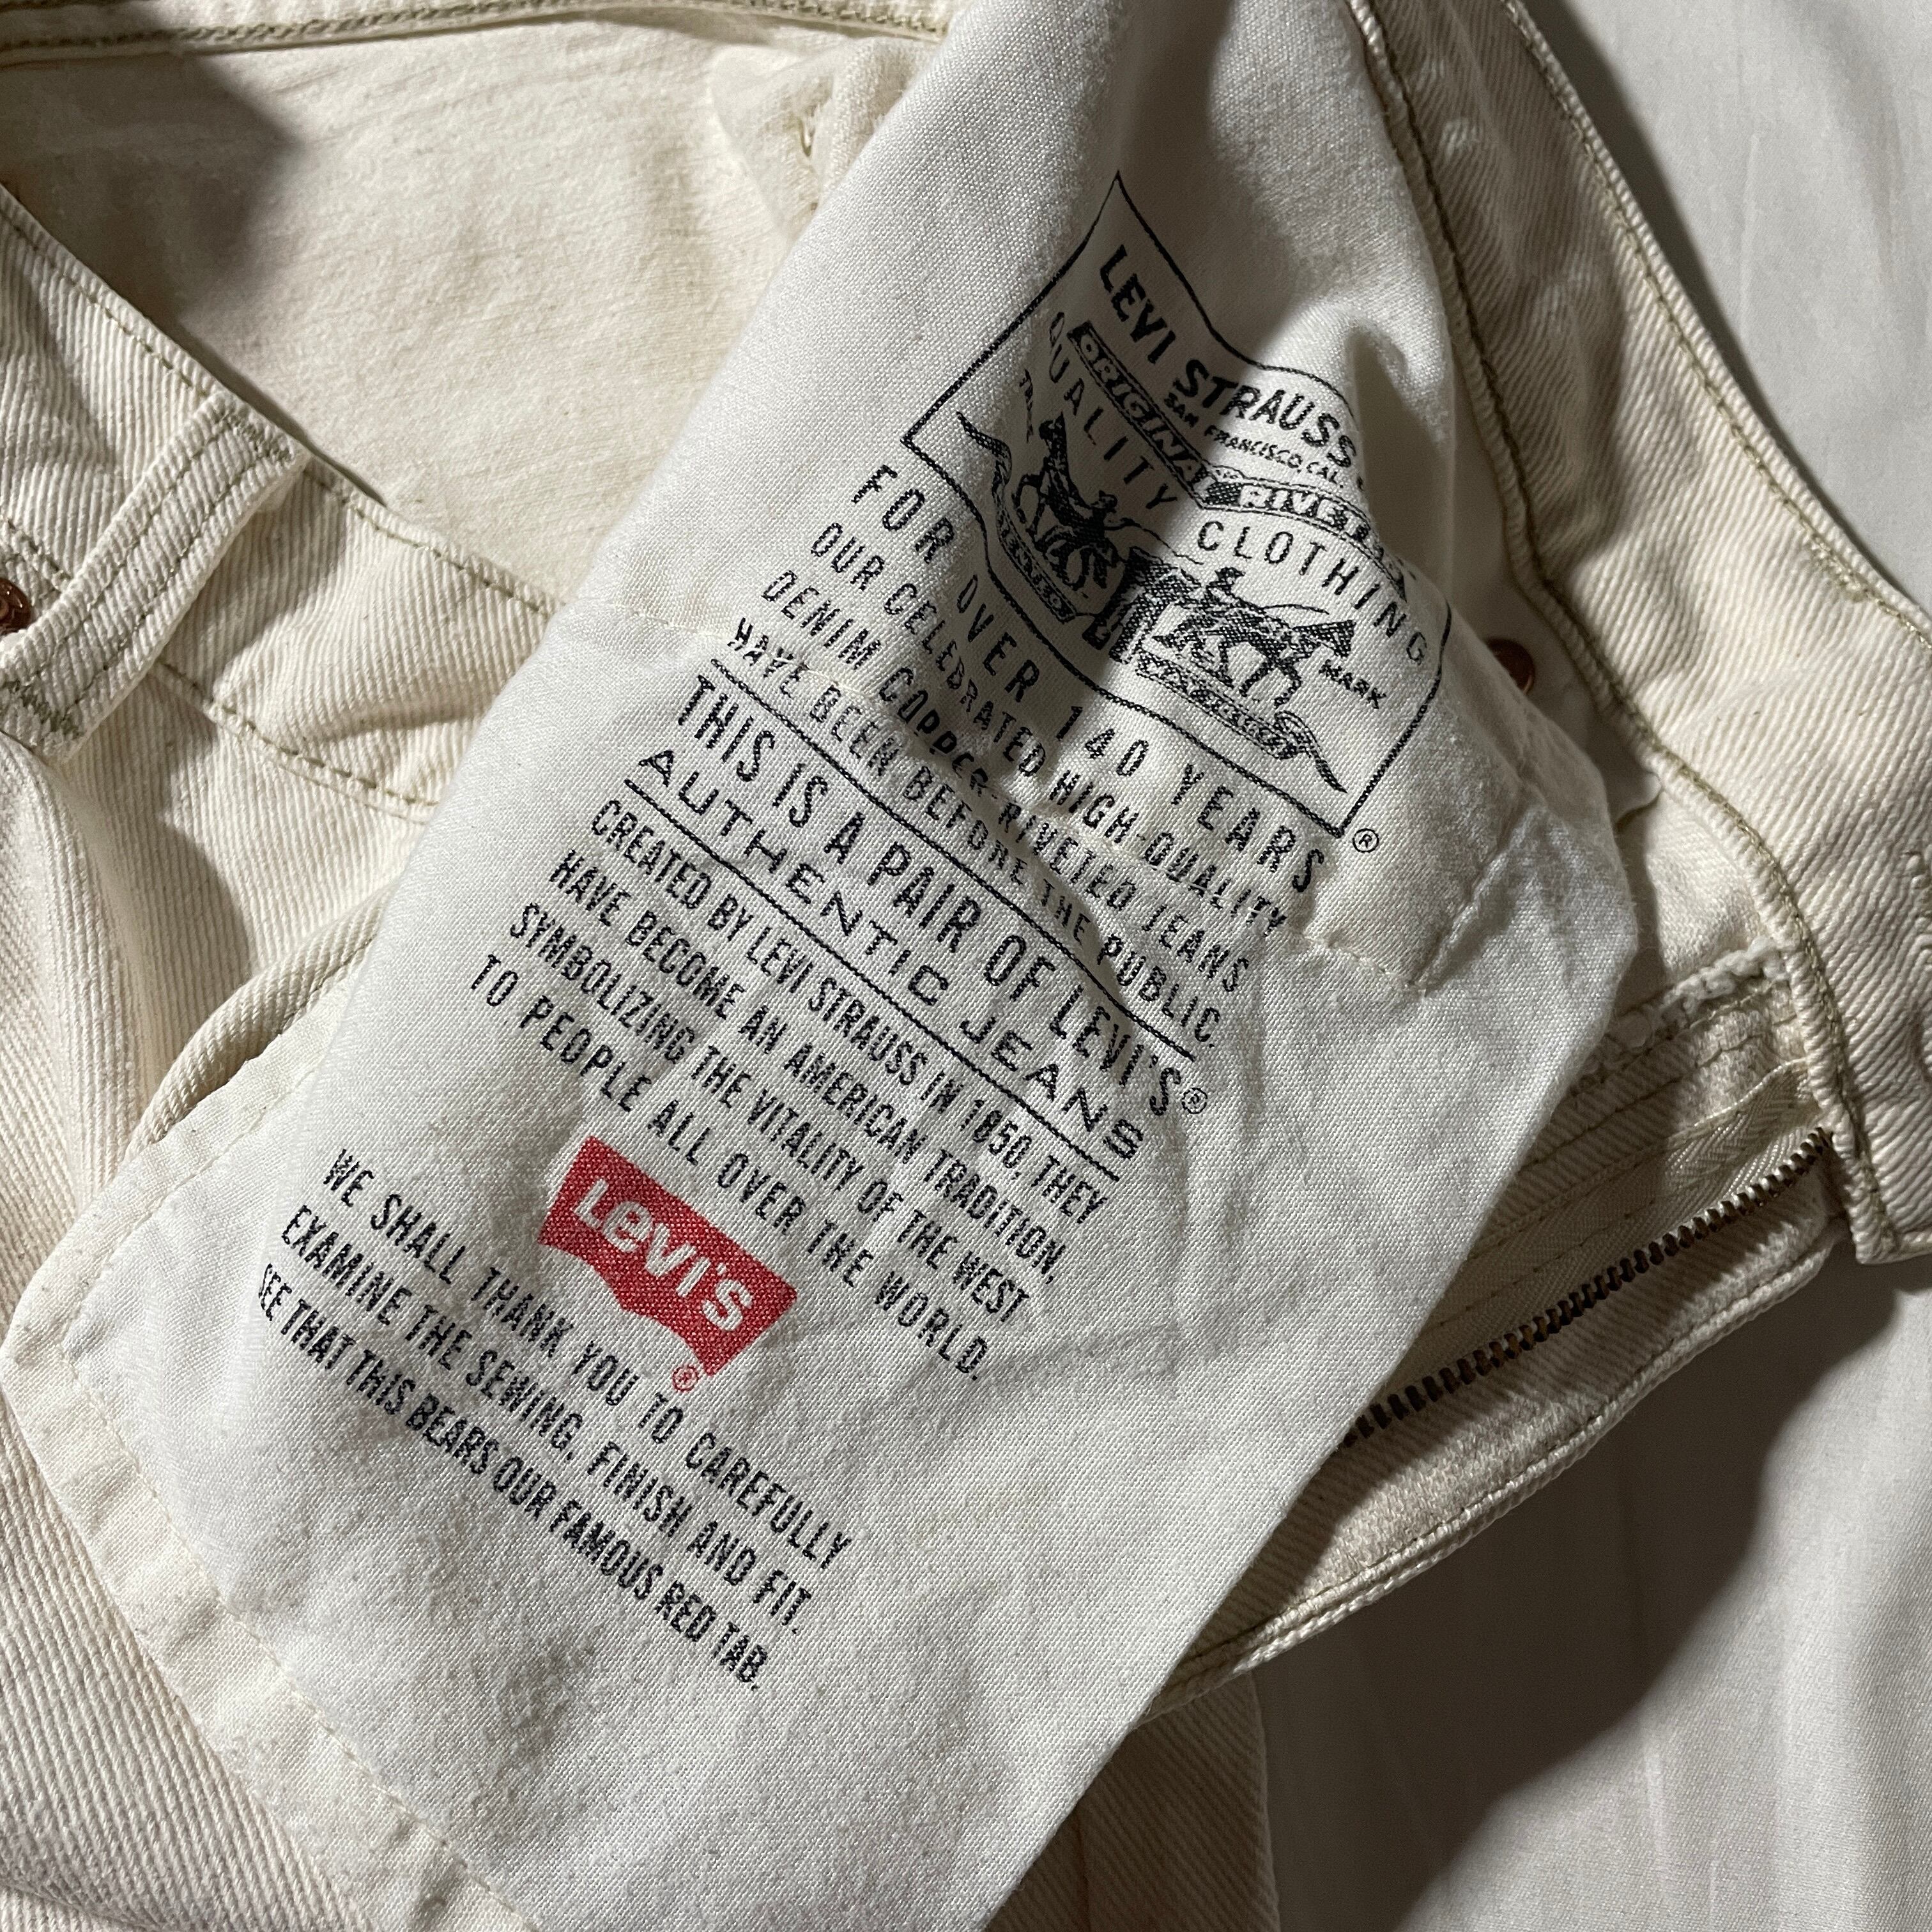 LEVI STRAUSS
SAN FRANCISCO, CAL.
ORIGINAL RIVETED
QUALITY CLOTHING
MARK
®
FOR OVER 140 YEARS
OUR CELEBRATED HIGH-QUALITY
DENIM COPPER-RIVETED JEANS
HAVE BEEN BEFORE THE PUBLIC.
THIS IS A PAIR OF LEVI'S®
AUTHENTIC JEANS
CREATED BY LEVI STRAUSS IN 1850, THEY
HAVE BECOME AN AMERICAN TRADITION,
SYMBOLIZING THE VITALITY OF THE WEST
TO PEOPLE ALL OVER THE WORLD.
LEVI'S
®
WE SHALL THANK YOU TO CAREFULLY
EXAMINE THE SEWING, FINISH AND FIT.
SEE THAT THIS BEARS OUR FAMOUS RED TAB.